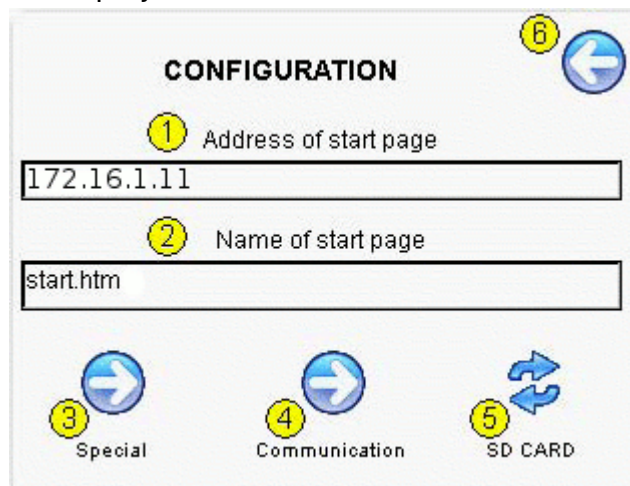 6
CONFIGURATION
1 Address of start page
172.16.1.11
2 Name of start page
start.htm
3 4 5
Special Communication SD CARD